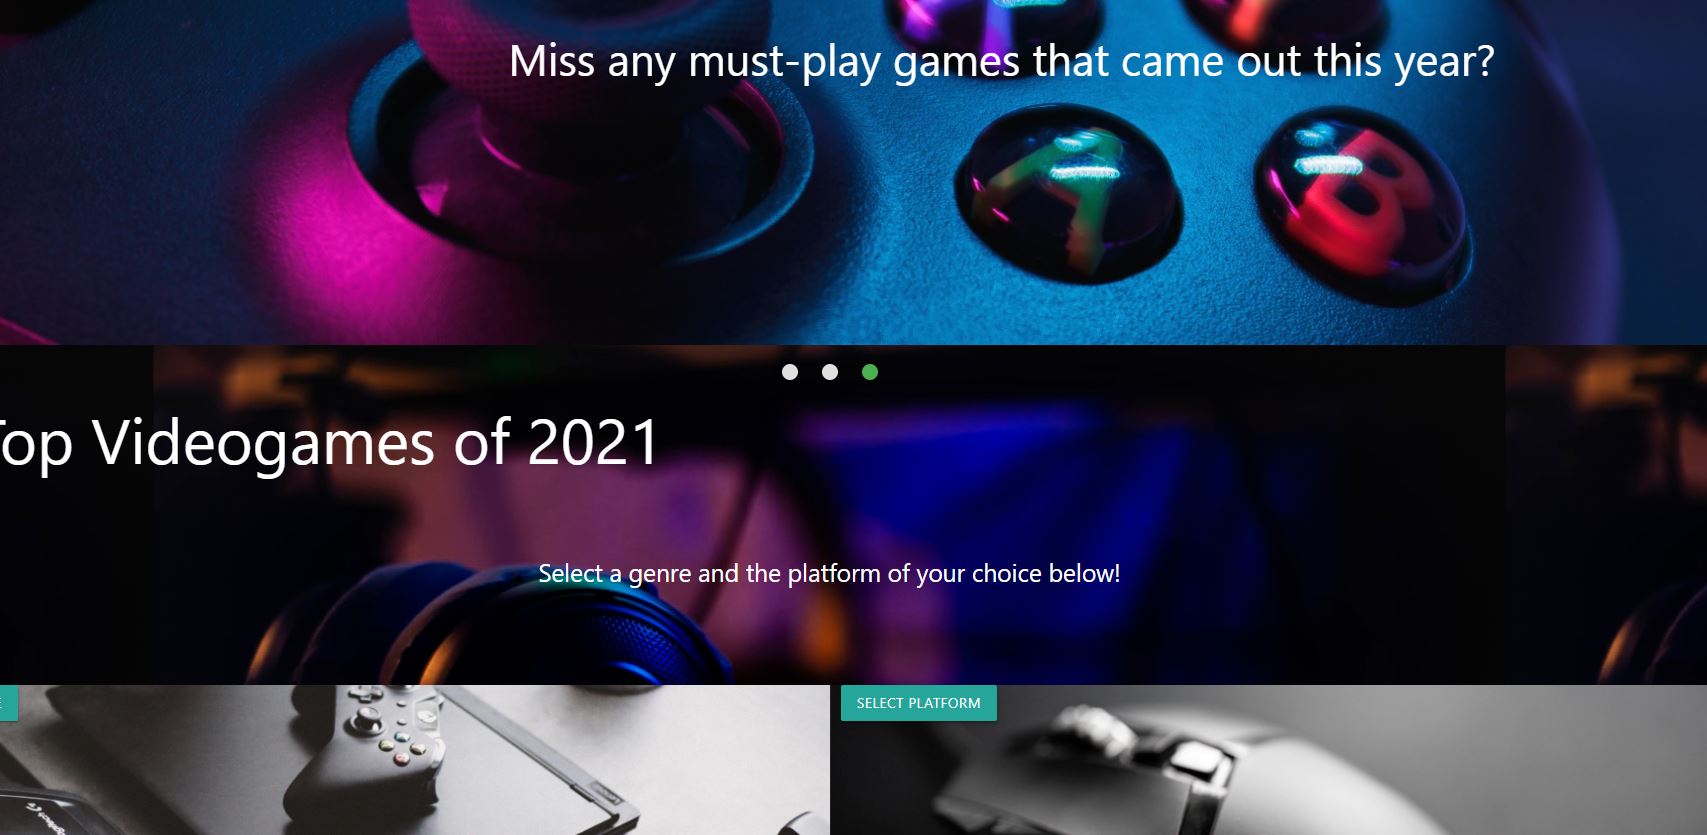 Miss any must-play games that came out this year?
A B
op Videogames of 2021
Select a genre and the platform of your choice below!
E
SELECT PLATFORM